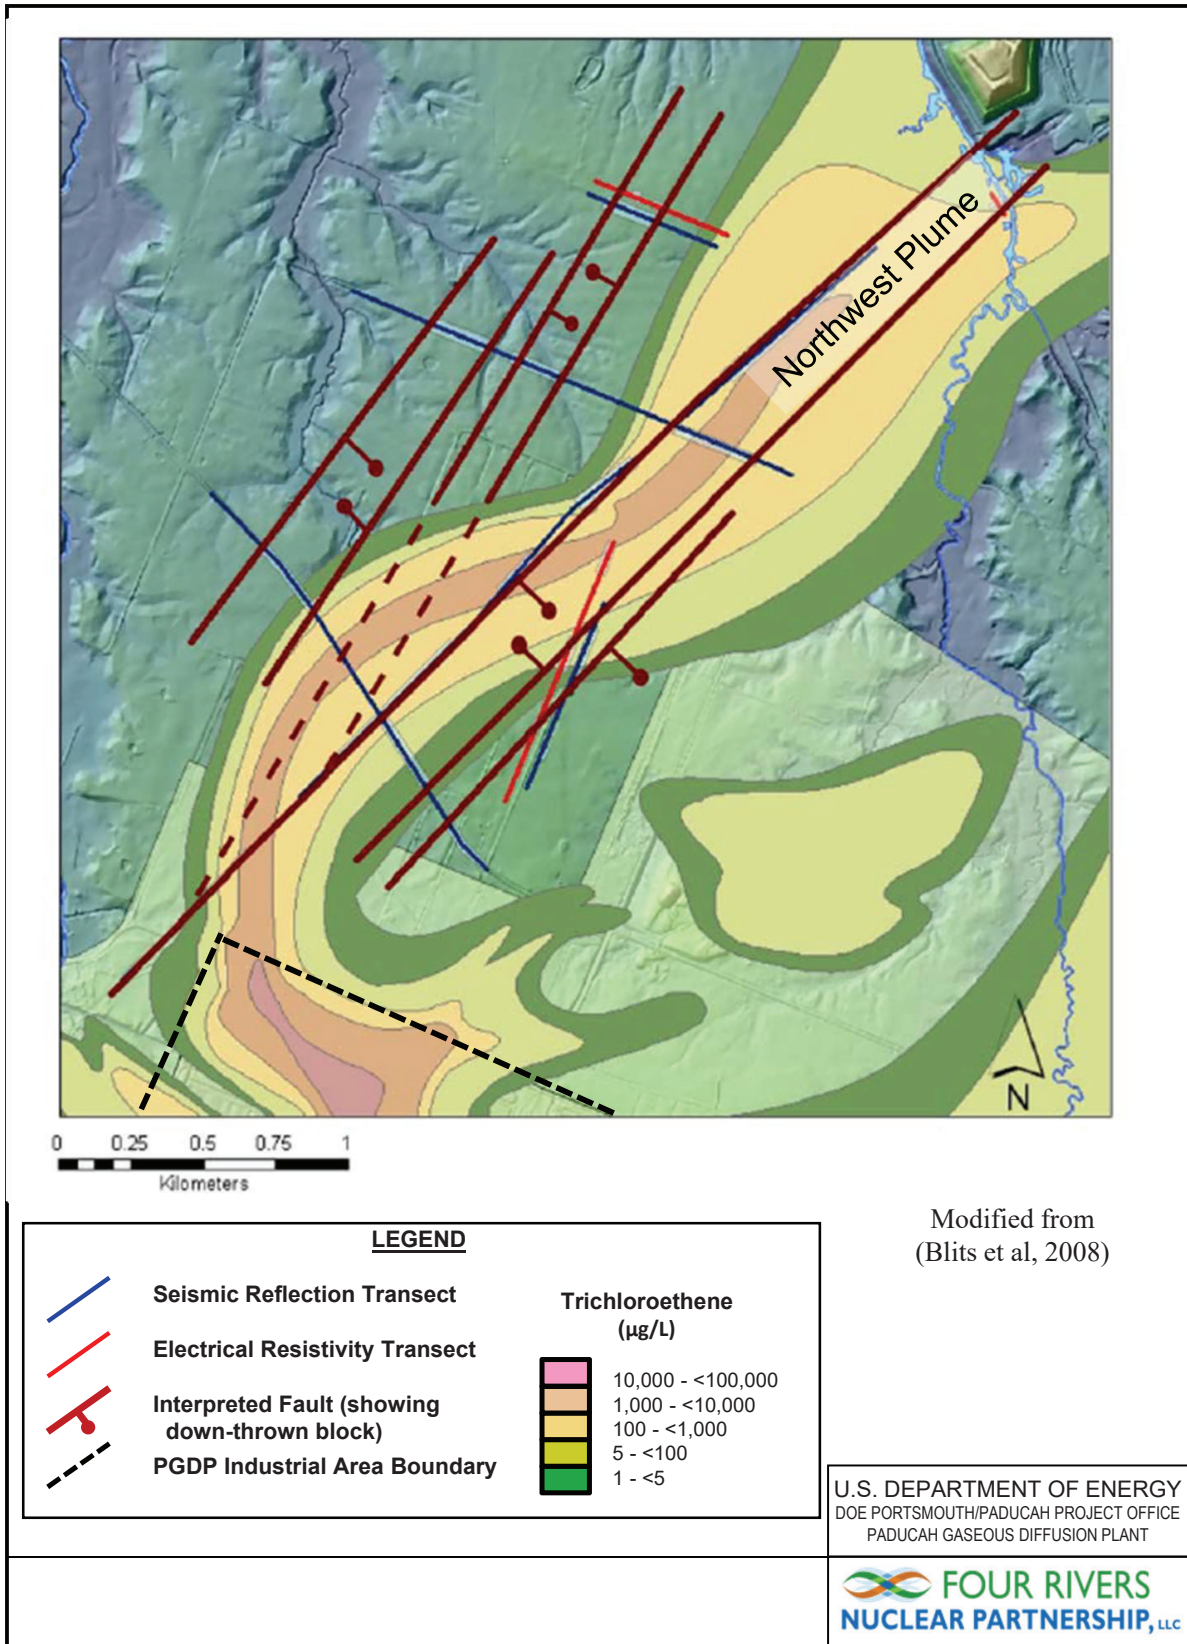 Northwest Plume
N
0 0.25 0.5 0.75 1
Kilometers
Modified from
(Blits et al, 2008)
LEGEND
Seismic Reflection Transect
Electrical Resistivity Transect
Interpreted Fault (showing
down-thrown block)
PGDP Industrial Area Boundary
Trichloroethene
(µg/L)
10,000 - <100,000
1,000 - <10,000
100 - <1,000
5 - <100
1 - <5
U.S. DEPARTMENT OF ENERGY
DOE PORTSMOUTH/PADUCAH PROJECT OFFICE
PADUCAH GASEOUS DIFFUSION PLANT
FOUR RIVERS
NUCLEAR PARTNERSHIP, LLC